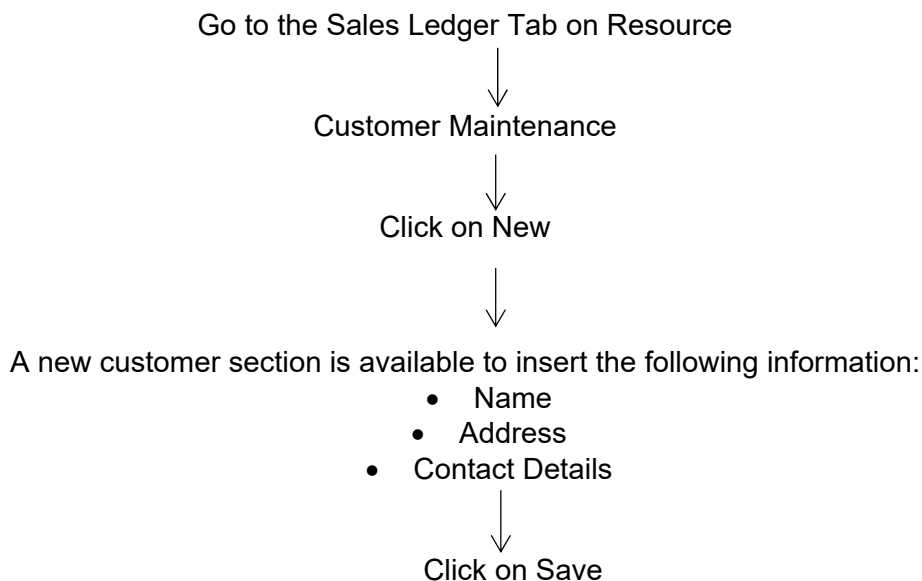 Go to the Sales Ledger Tab on Resource
Customer Maintenance
Click on New
A new customer section is available to insert the following information:
• Name
• Address
• Contact Details
Click on Save